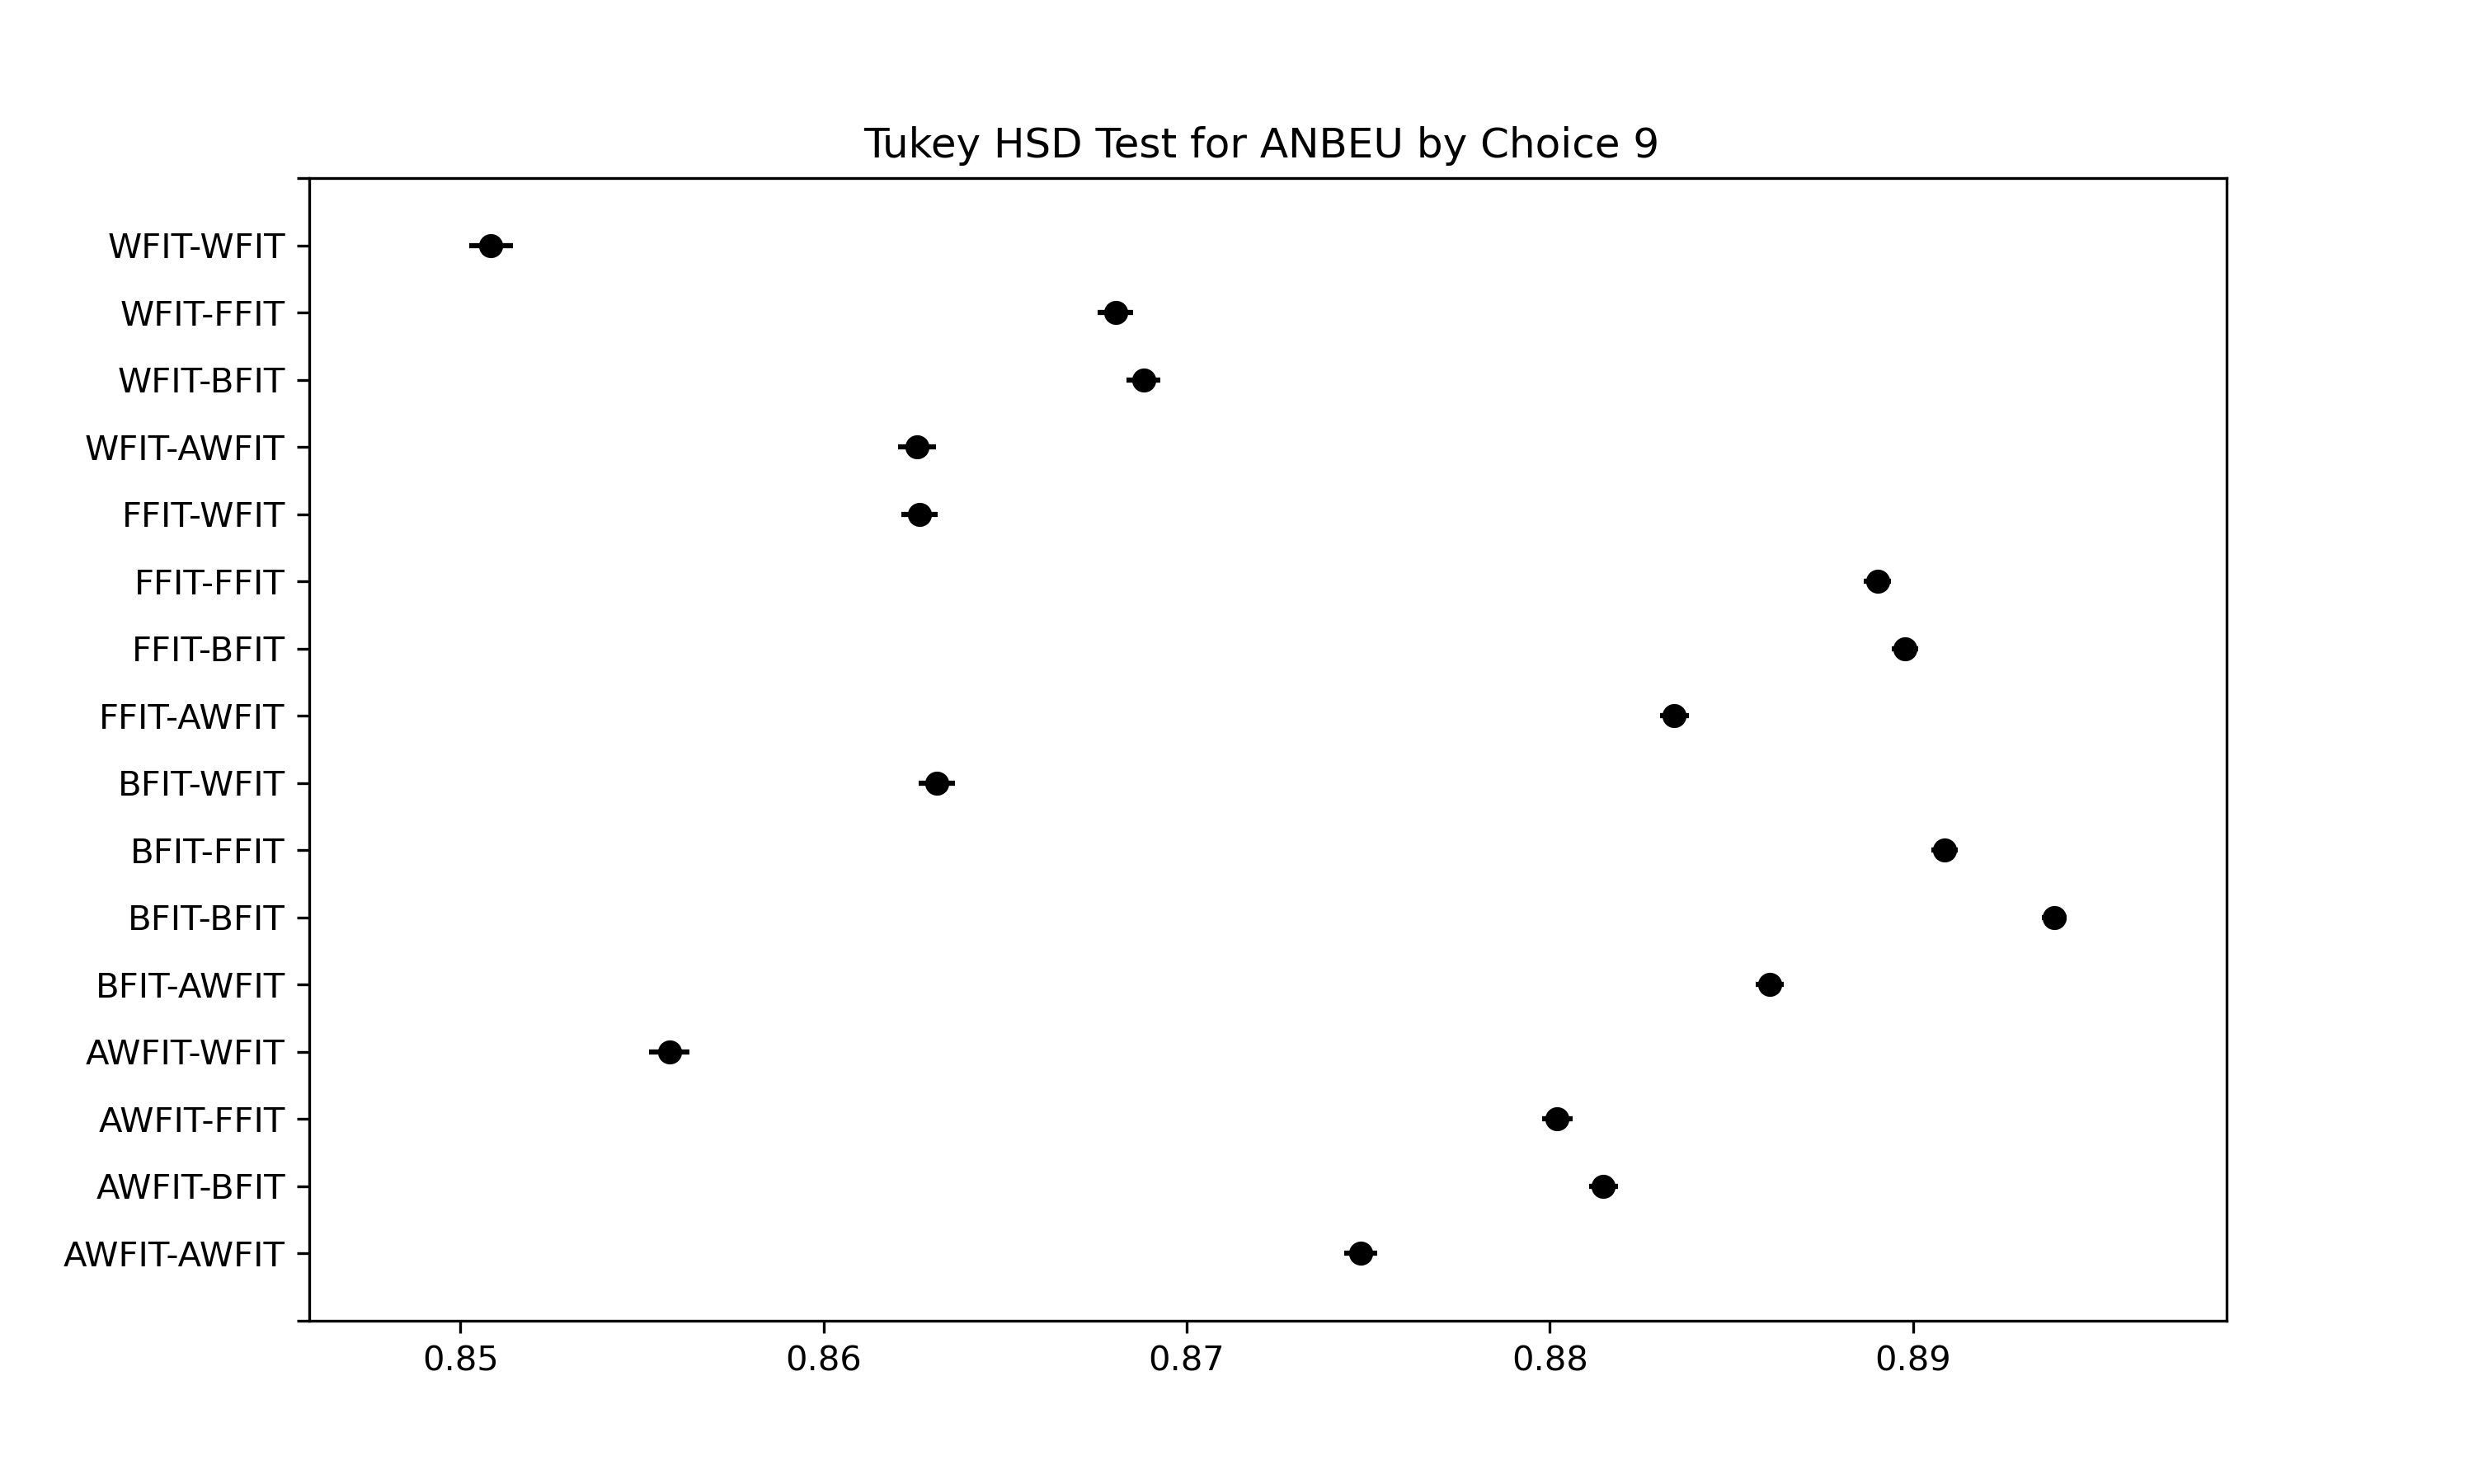 Tukey HSD Test for ANBEU by Choice 9
WFIT-WFIT
WFIT-FFIT
WFIT-BFIT
WFIT-AWFIT
FFIT-WFIT
FFIT-FFIT
FFIT-BFIT
FFIT-AWFIT
BFIT-WFIT
BFIT-FFIT
BFIT-BFIT
BFIT-AWFIT
AWFIT-WFIT
AWFIT-FFIT
AWFIT-BFIT
AWFIT-AWFIT
0.85 0.86 0.87 0.88 0.89